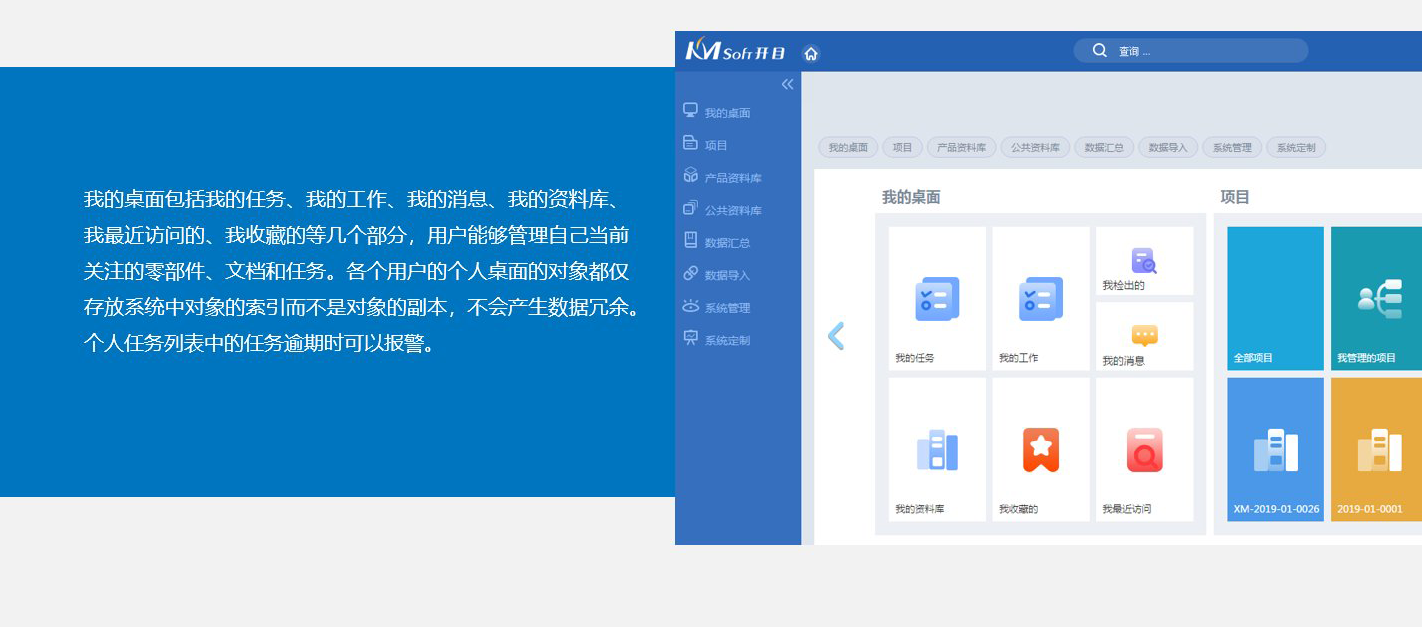 我的桌面包括我的任务、我的工作、我的消息、我的资料库、
我最近访问的、我收藏的等几个部分，用户能够管理自己当前
关注的零部件、文档和任务。各个用户的个人桌面的对象都仅
存放系统中对象的索引而不是对象的副本，不会产生数据冗余。
个人任务列表中的任务逾期时可以报警。
KMSoft开目
查询 ...
我的桌面
项目
产品资料库
公共资料库
数据汇总
数据导入
系统管理
系统定制
我的桌面 项目 产品资料库 公共资料库 数据汇总 数据导入 系统管理 系统定制
我的桌面
我的任务
我的工作
我检出的
我的消息
我的资料库
我收藏的
我最近访问
项目
全部项目
我管理的项目
XM-2019-01-0026
2019-01-0001